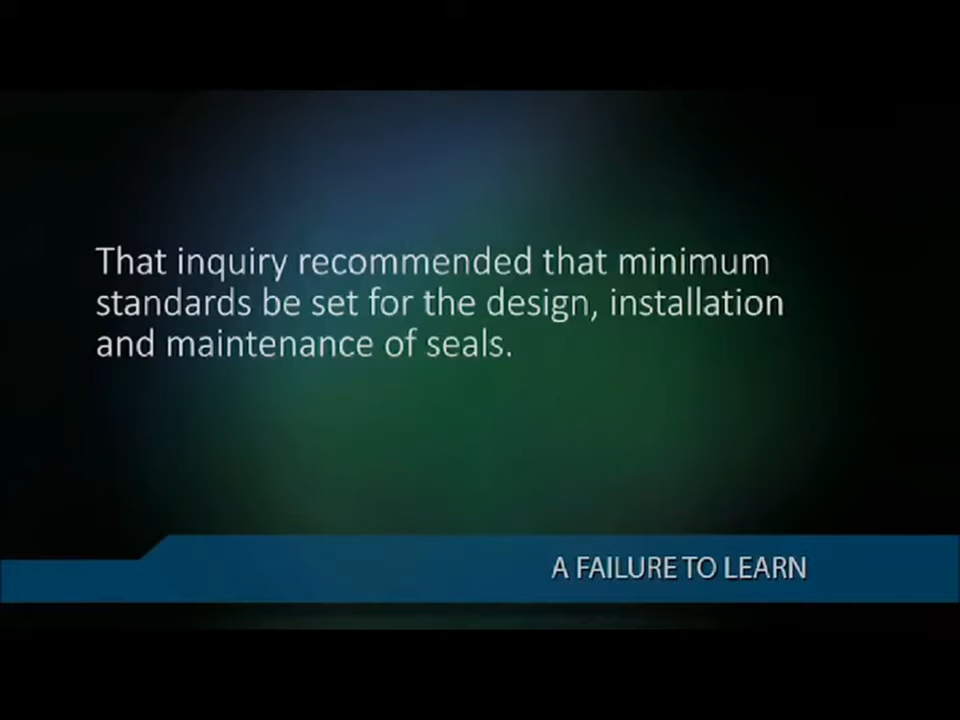 That inquiry recommended that minimum
standards be set for the design, installation
and maintenance of seals.
A FAILURE TO LEARN